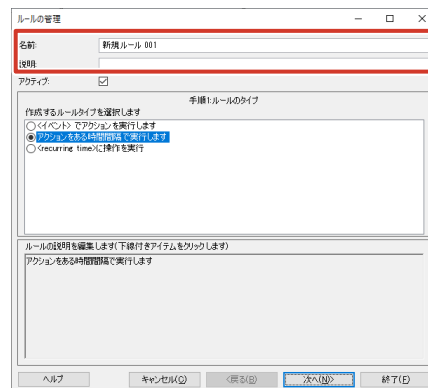 ルールの管理
名前: 新規ルール 001
説明:
アクティブ:
手順1:ルールのタイプ
作成するルールタイプを選択します
<イベント> でアクションを実行します
アクションをある時間間隔で実行します
<recurring time>に操作を実行
ルールの説明を編集します(下線付きアイテムをクリックします)
アクションをある時間間隔で実行します
ヘルプ キャンセル(C) <戻る(B) 次へ(N)> 終了(F)